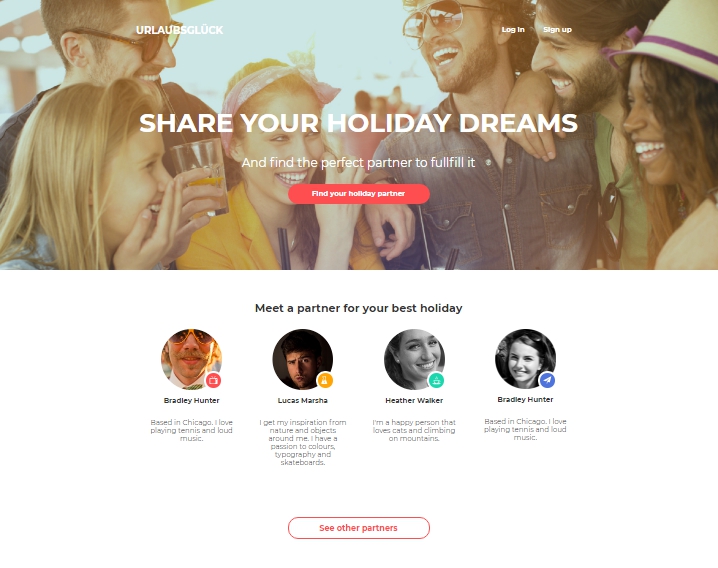 URLAUBSGLÜCK
Log in
Sign up
SHARE YOUR HOLIDAY DREAMS
And find the perfect partner to fullfill it
Find your holiday partner
Meet a partner for your best holiday
Bradley Hunter
Based in Chicago. I love
playing tennis and loud
music.
Lucas Marsha
I get my inspiration from
nature and objects
around me. I have a
passion to colours,
typography and
skateboards.
Heather Walker
I'm a happy person that
loves cats and climbing
on mountains.
Bradley Hunter
Based in Chicago. I love
playing tennis and loud
music.
See other partners